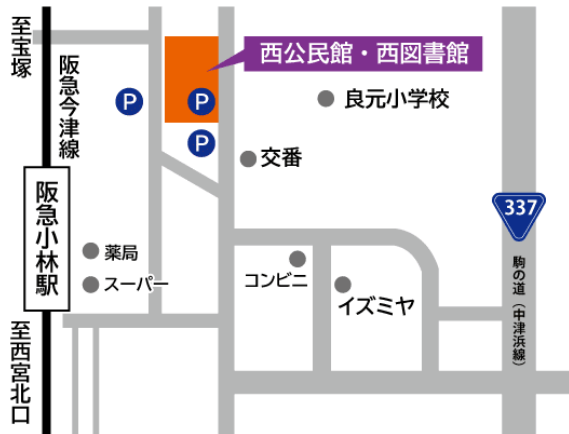 至宝塚
阪急今津線
西公民館・西図書館
P
P
良元小学校
P
交番
阪急小林駅
337
薬局
スーパー
コンビニ
イズミヤ
駒の道（中津浜線）
至西宮北口